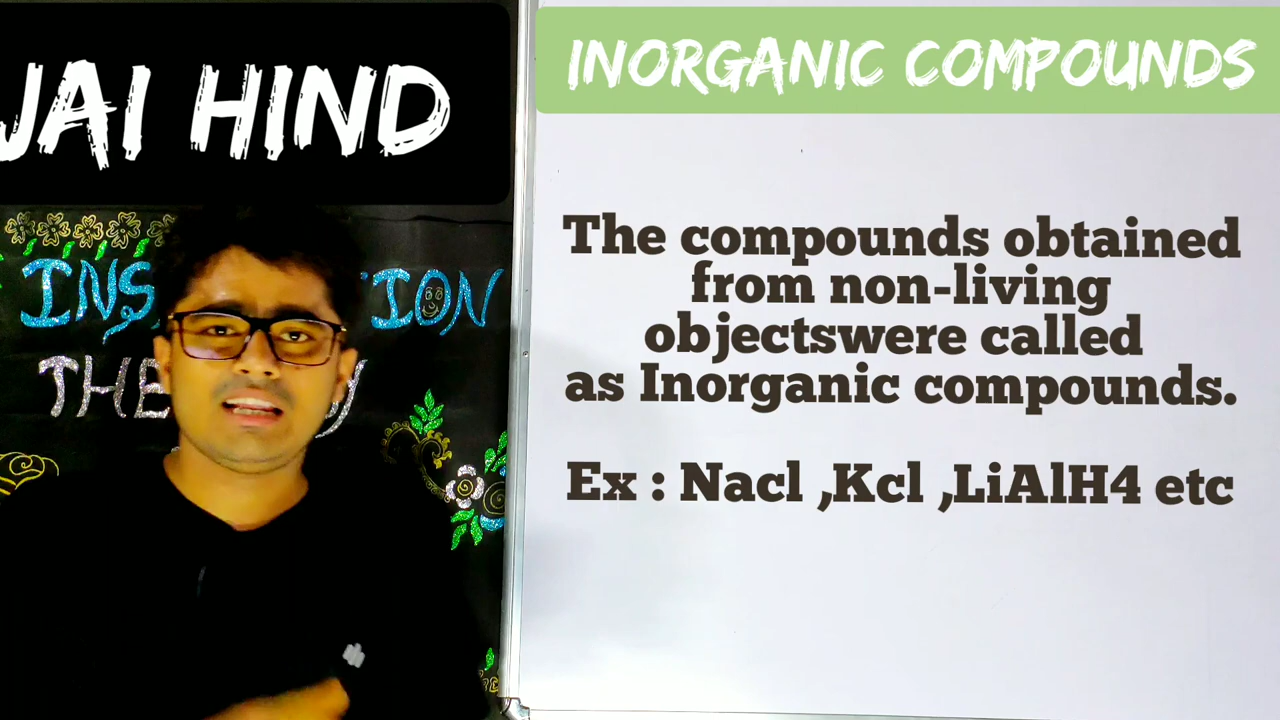 JAI HIND
INORGANIC COMPOUNDS
The compounds obtained
from non-living
objectswere called
as Inorganic compounds.
Ex : Nacl ,Kcl ,LiAlH4 etc